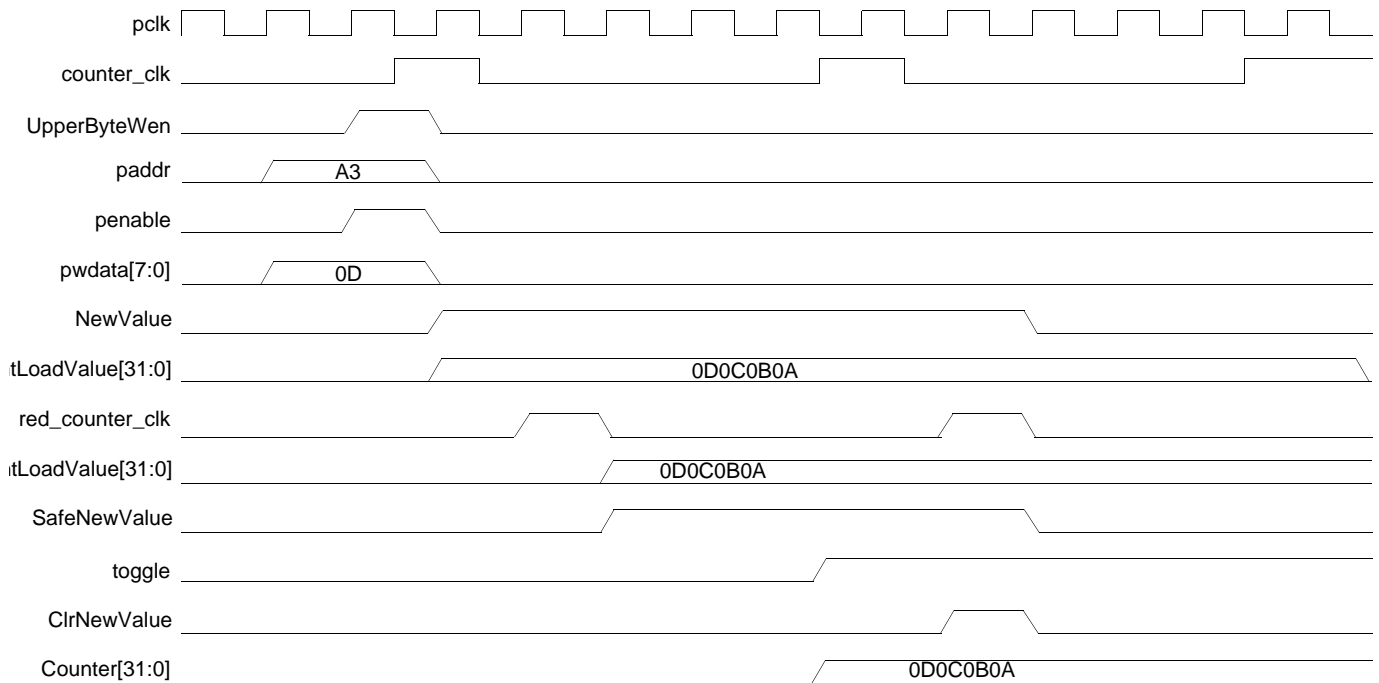 pclk
counter_clk
UpperByteWen
paddr
A3
penable
pwdata[7:0]
0D
NewValue
tLoadValue[31:0]
0D0C0B0A
red_counter_clk
tLoadValue[31:0]
0D0C0B0A
SafeNewValue
toggle
ClrNewValue
Counter[31:0]
0D0C0B0A